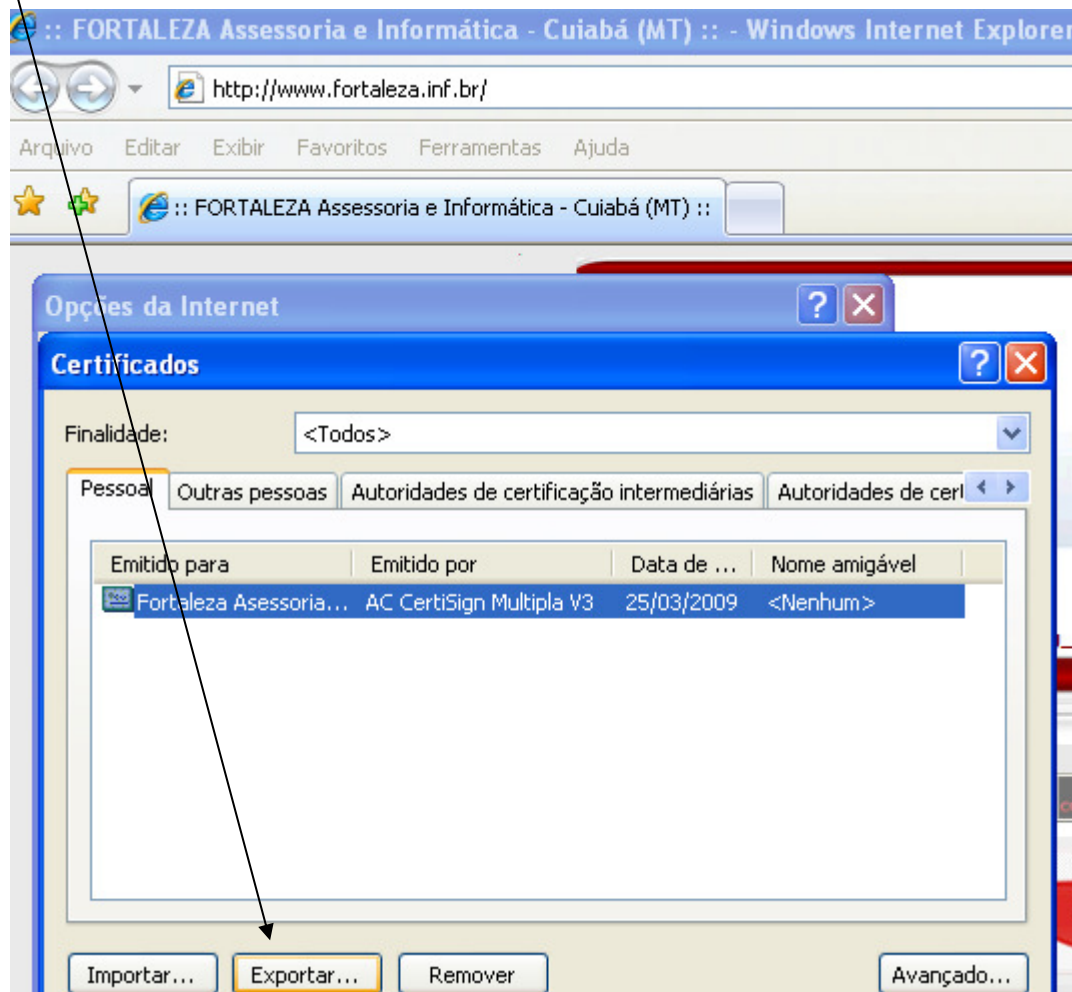 :: FORTALEZA Assessoria e Informática - Cuiabá (MT) :: - Windows Internet Explorer
http://www.fortaleza.inf.br/
Arquivo Editar Exibir Favoritos Ferramentas Ajuda
:: FORTALEZA Assessoria e Informática - Cuiabá (MT) ::
Opções da Internet
Certificados
Finalidade: <Todos>
Pessoal Outras pessoas Autoridades de certificação intermediárias Autoridades de cert
Emitido para Emitido por Data de ... Nome amigável
Fortaleza Asessoria... AC CertiSign Multipla V3 25/03/2009 <Nenhum>
Importar... Exportar... Remover Avançado...